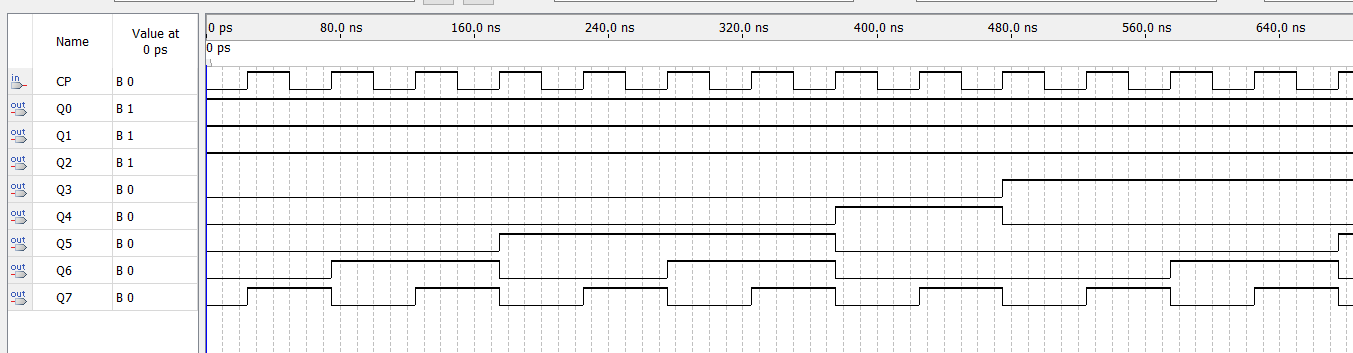 0 ps 80.0 ns 160.0 ns 240.0 ns 320.0 ns 400.0 ns 480.0 ns 560.0 ns 640.0 ns
Name Value at
0 ps
0 ps
in CP B 0
out Q0 B 1
out Q1 B 1
out Q2 B 1
out Q3 B 0
out Q4 B 0
out Q5 B 0
out Q6 B 0
out Q7 B 0